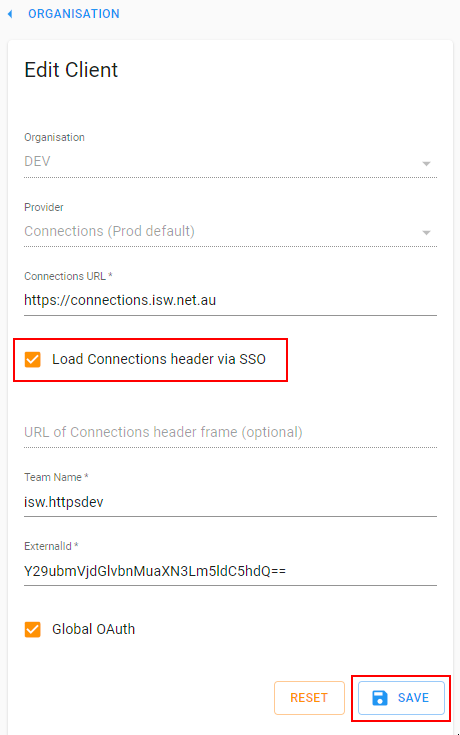 ORGANISATION
Edit Client
Organisation
DEV
Provider
Connections (Prod default)
Connections URL *
https://connections.isw.net.au
Load Connections header via SSO
URL of Connections header frame (optional)
Team Name *
isw.httpsdev
ExternalId *
Y29ubmVjdGlvbnMuaXN3Lm5ldC5hdQ==
Global OAuth
RESET SAVE